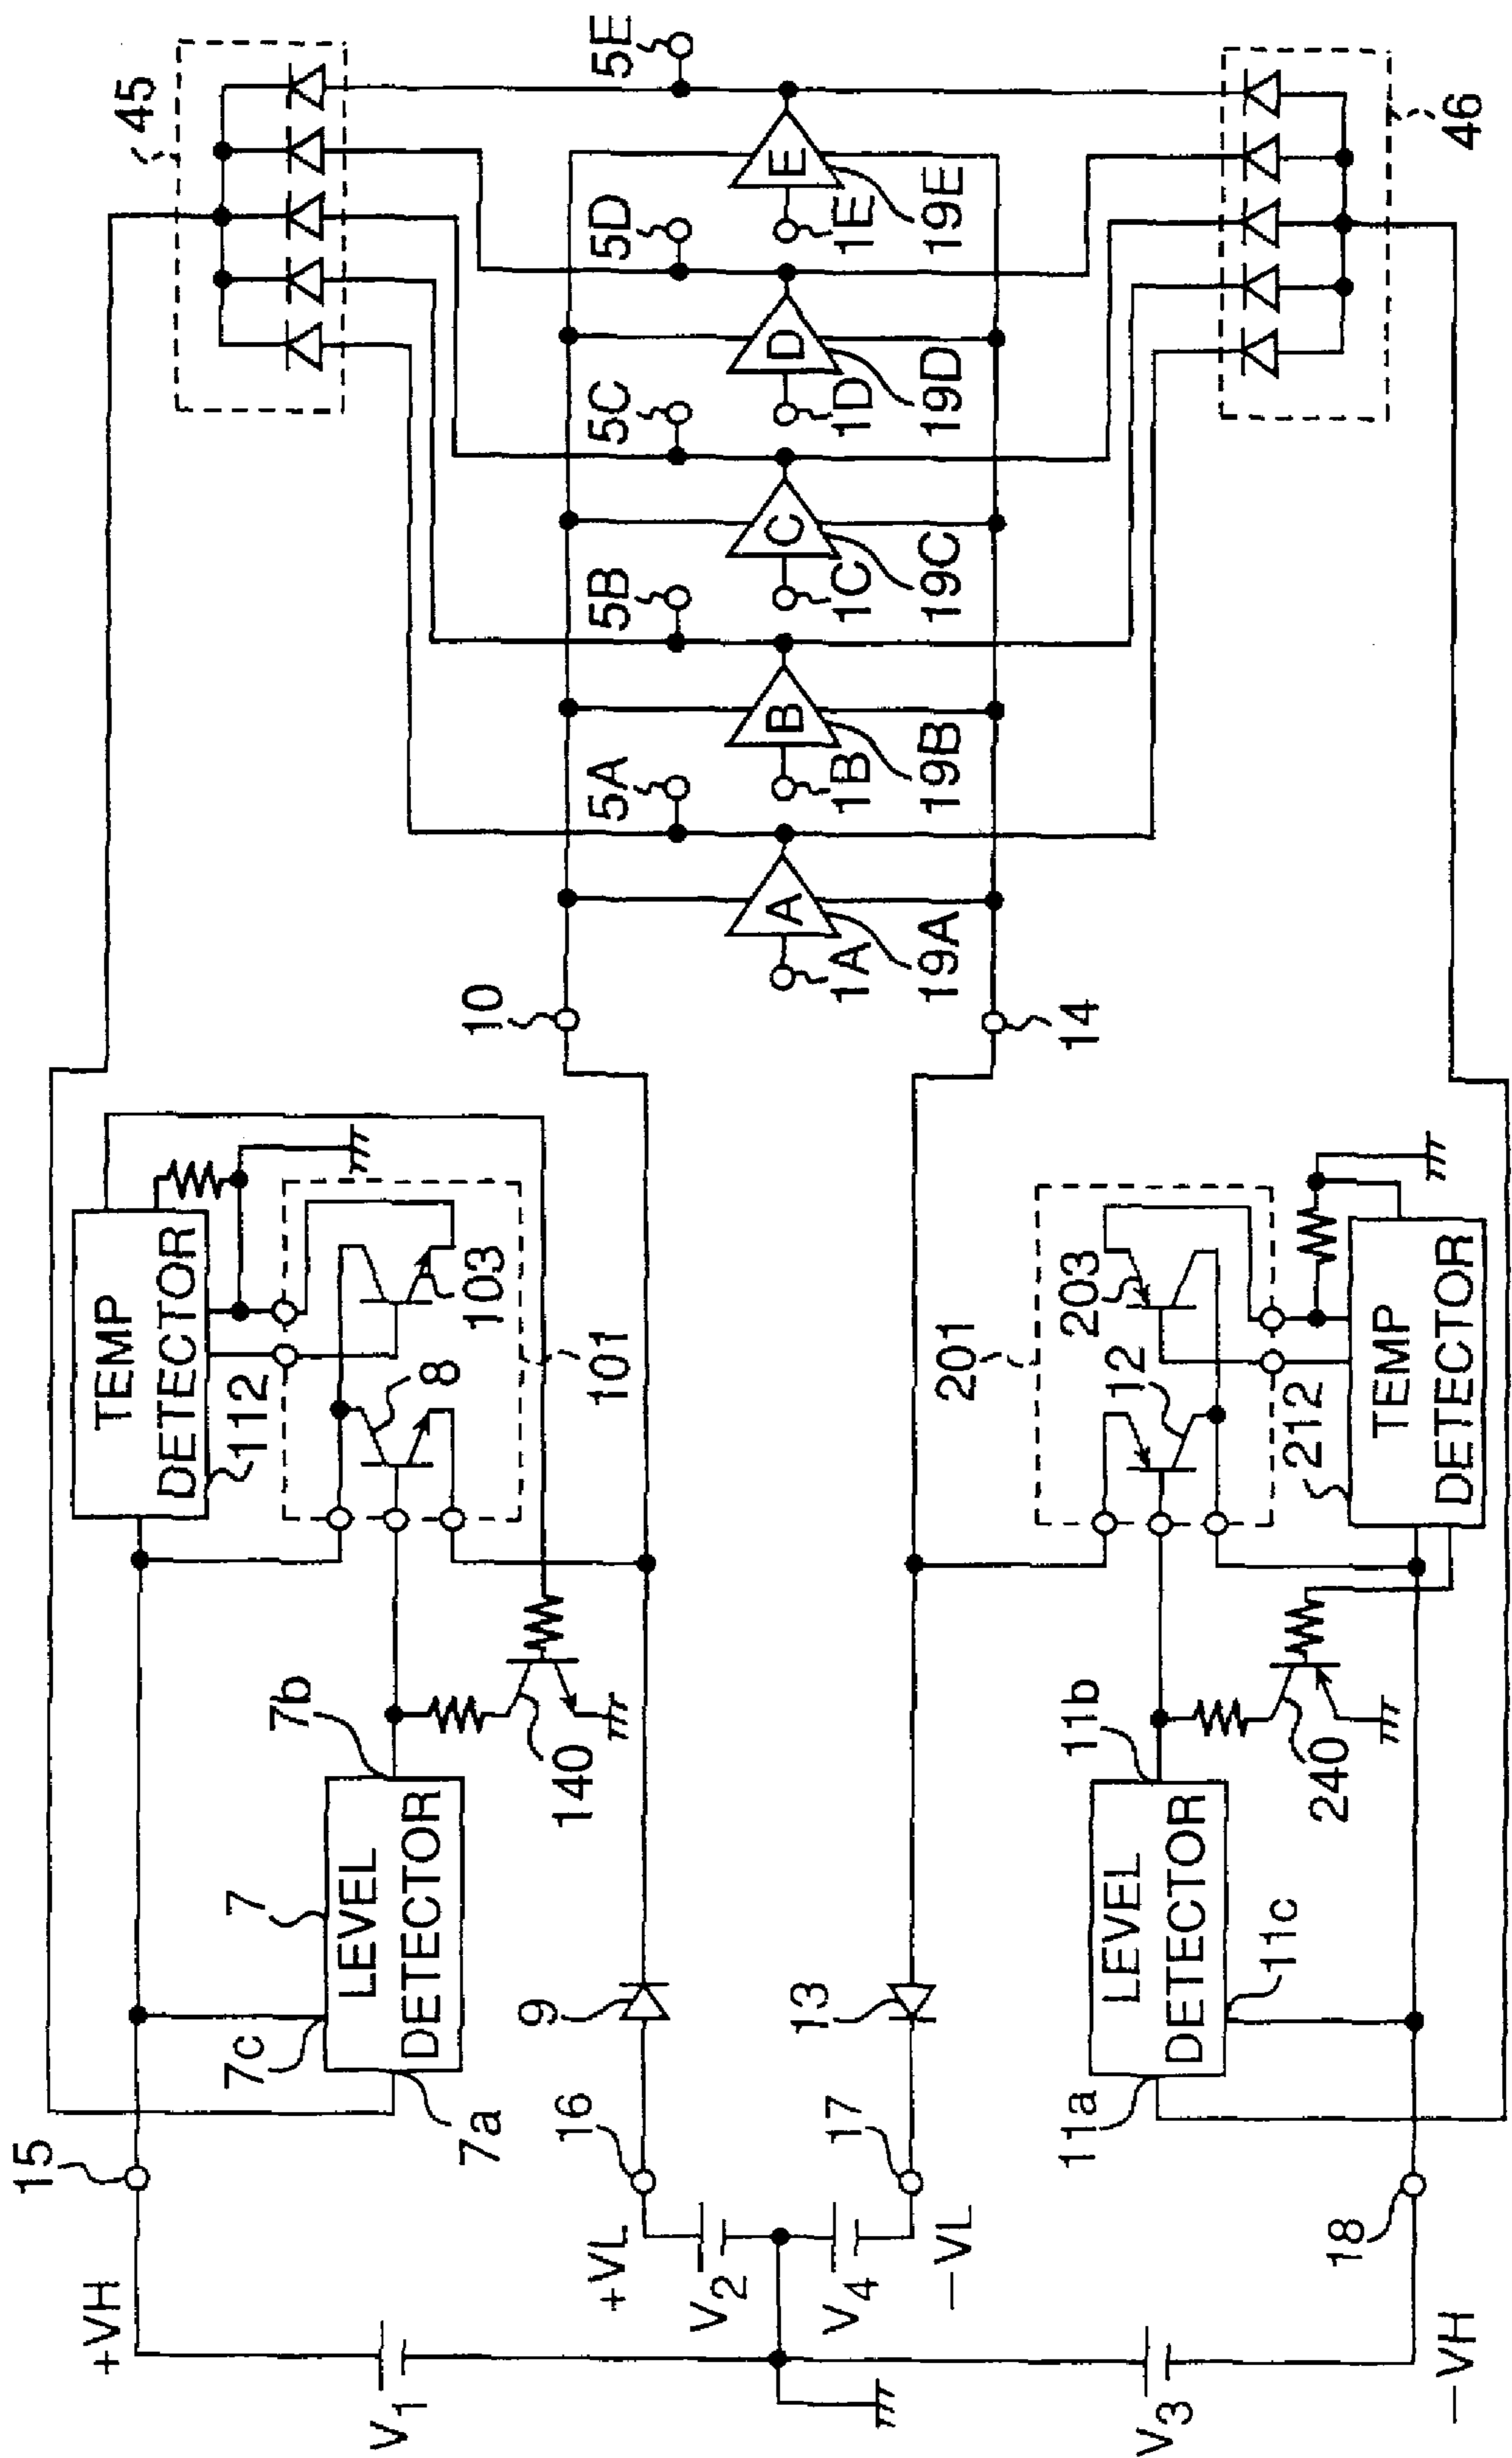 45
5E
5D
5C
5B
5A
E
D
C
B
A
1E
1D
1C
1B
1A
19E
19D
19C
19B
19A
46
10
14
TEMP
DETECTOR
112
103
8
101
7b
140
7
LEVEL
DETECTOR
7c
7a
9
15
16
+VH
+VL
V1
V2
201
203
12
212
TEMP
DETECTOR
11b
240
LEVEL
DETECTOR
11c
11a
13
17
18
V4
−VL
V3
−VH